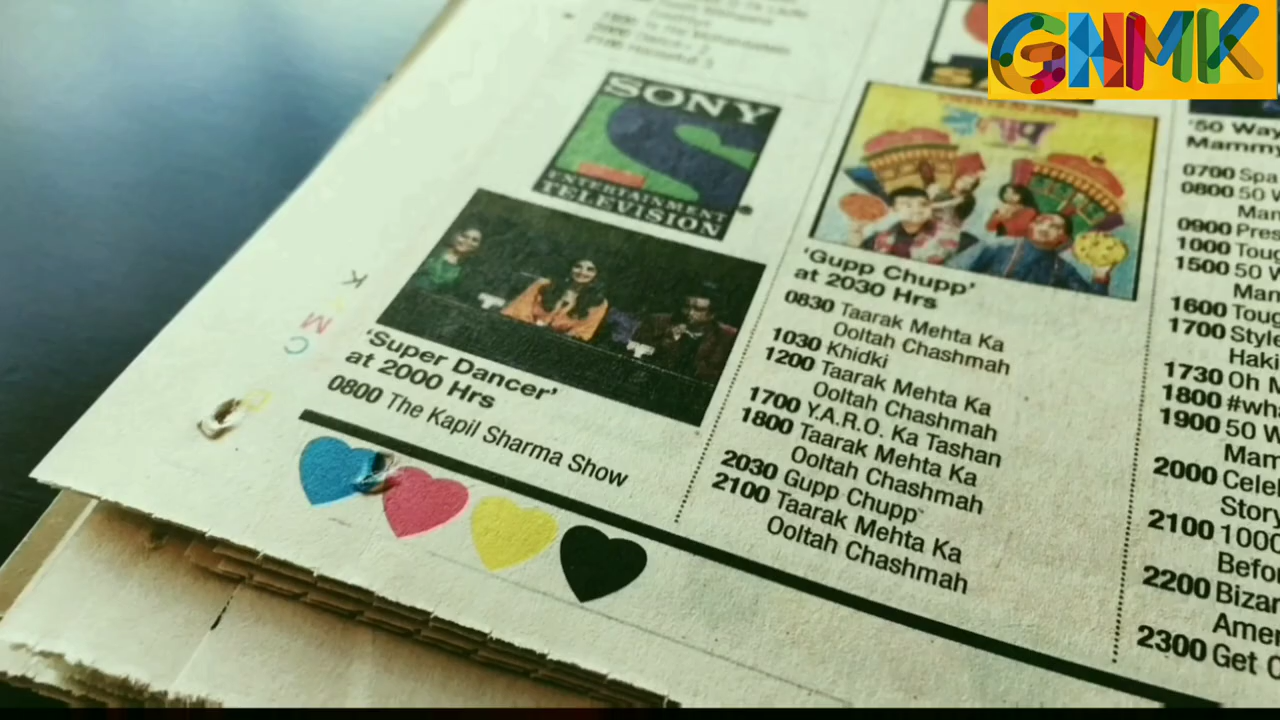 GNMK
SONY
ENTERTAINMENT
TELEVISION
'Super Dancer'
at 2000 Hrs
0800 The Kapil Sharma Show
K
M
C
'Gupp Chupp'
at 2030 Hrs
0830 Taarak Mehta Ka
Ooltah Chashmah
1030 Khidki
1200 Taarak Mehta Ka
Ooltah Chashmah
1700 Y.A.R.O. Ka Tashan
1800 Taarak Mehta Ka
Ooltah Chashmah
2030 Gupp Chupp
2100 Taarak Mehta Ka
Ooltah Chashmah
'50 Way
Mammy
0700 Spa
0800 50 W
Mam
0900 Pres
1000 Toug
1500 50 W
Mam
1600 Toug
1700 Style
Haki
1730 Oh M
1800 #wha
1900 50 W
Mam
2000 Celeb
Story
2100 1000
Befor
2200 Bizar
Amer
2300 Get C